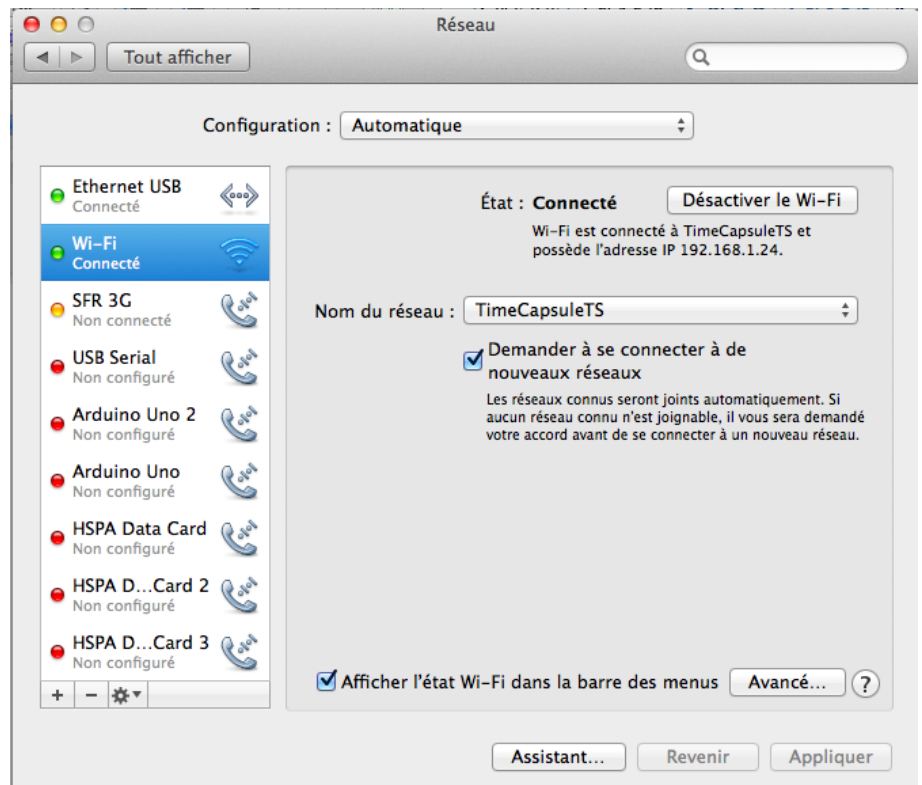 Réseau
Tout afficher
Configuration : Automatique
Ethernet USB
Connecté
Wi-Fi
Connecté
SFR 3G
Non connecté
USB Serial
Non configuré
Arduino Uno 2
Non configuré
Arduino Uno
Non configuré
HSPA Data Card
Non configuré
HSPA D...Card 2
Non configuré
HSPA D...Card 3
Non configuré
État : Connecté
Désactiver le Wi-Fi
Wi-Fi est connecté à TimeCapsuleTS et
possède l'adresse IP 192.168.1.24.
Nom du réseau : TimeCapsuleTS
Demander à se connecter à de
nouveaux réseaux
Les réseaux connus seront joints automatiquement. Si
aucun réseau connu n'est joignable, il vous sera demandé
votre accord avant de se connecter à un nouveau réseau.
Afficher l'état Wi-Fi dans la barre des menus
Avancé...
?
Assistant...
Revenir
Appliquer